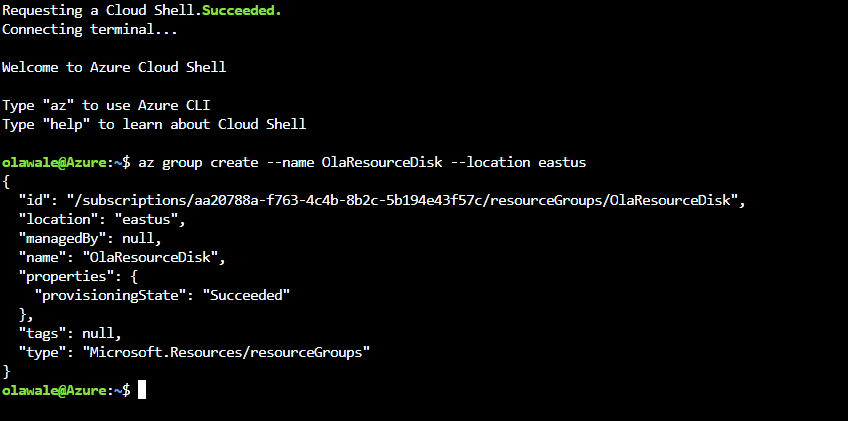 Requesting a Cloud Shell.Succeeded.
Connecting terminal...
Welcome to Azure Cloud Shell
Type "az" to use Azure CLI
Type "help" to learn about Cloud Shell
olawale@Azure:~$ az group create --name OlaResourceDisk --location eastus
{
  "id": "/subscriptions/aa20788a-f763-4c4b-8b2c-5b194e43f57c/resourceGroups/OlaResourceDisk",
  "location": "eastus",
  "managedBy": null,
  "name": "OlaResourceDisk",
  "properties": {
    "provisioningState": "Succeeded"
  },
  "tags": null,
  "type": "Microsoft.Resources/resourceGroups"
}
olawale@Azure:~$